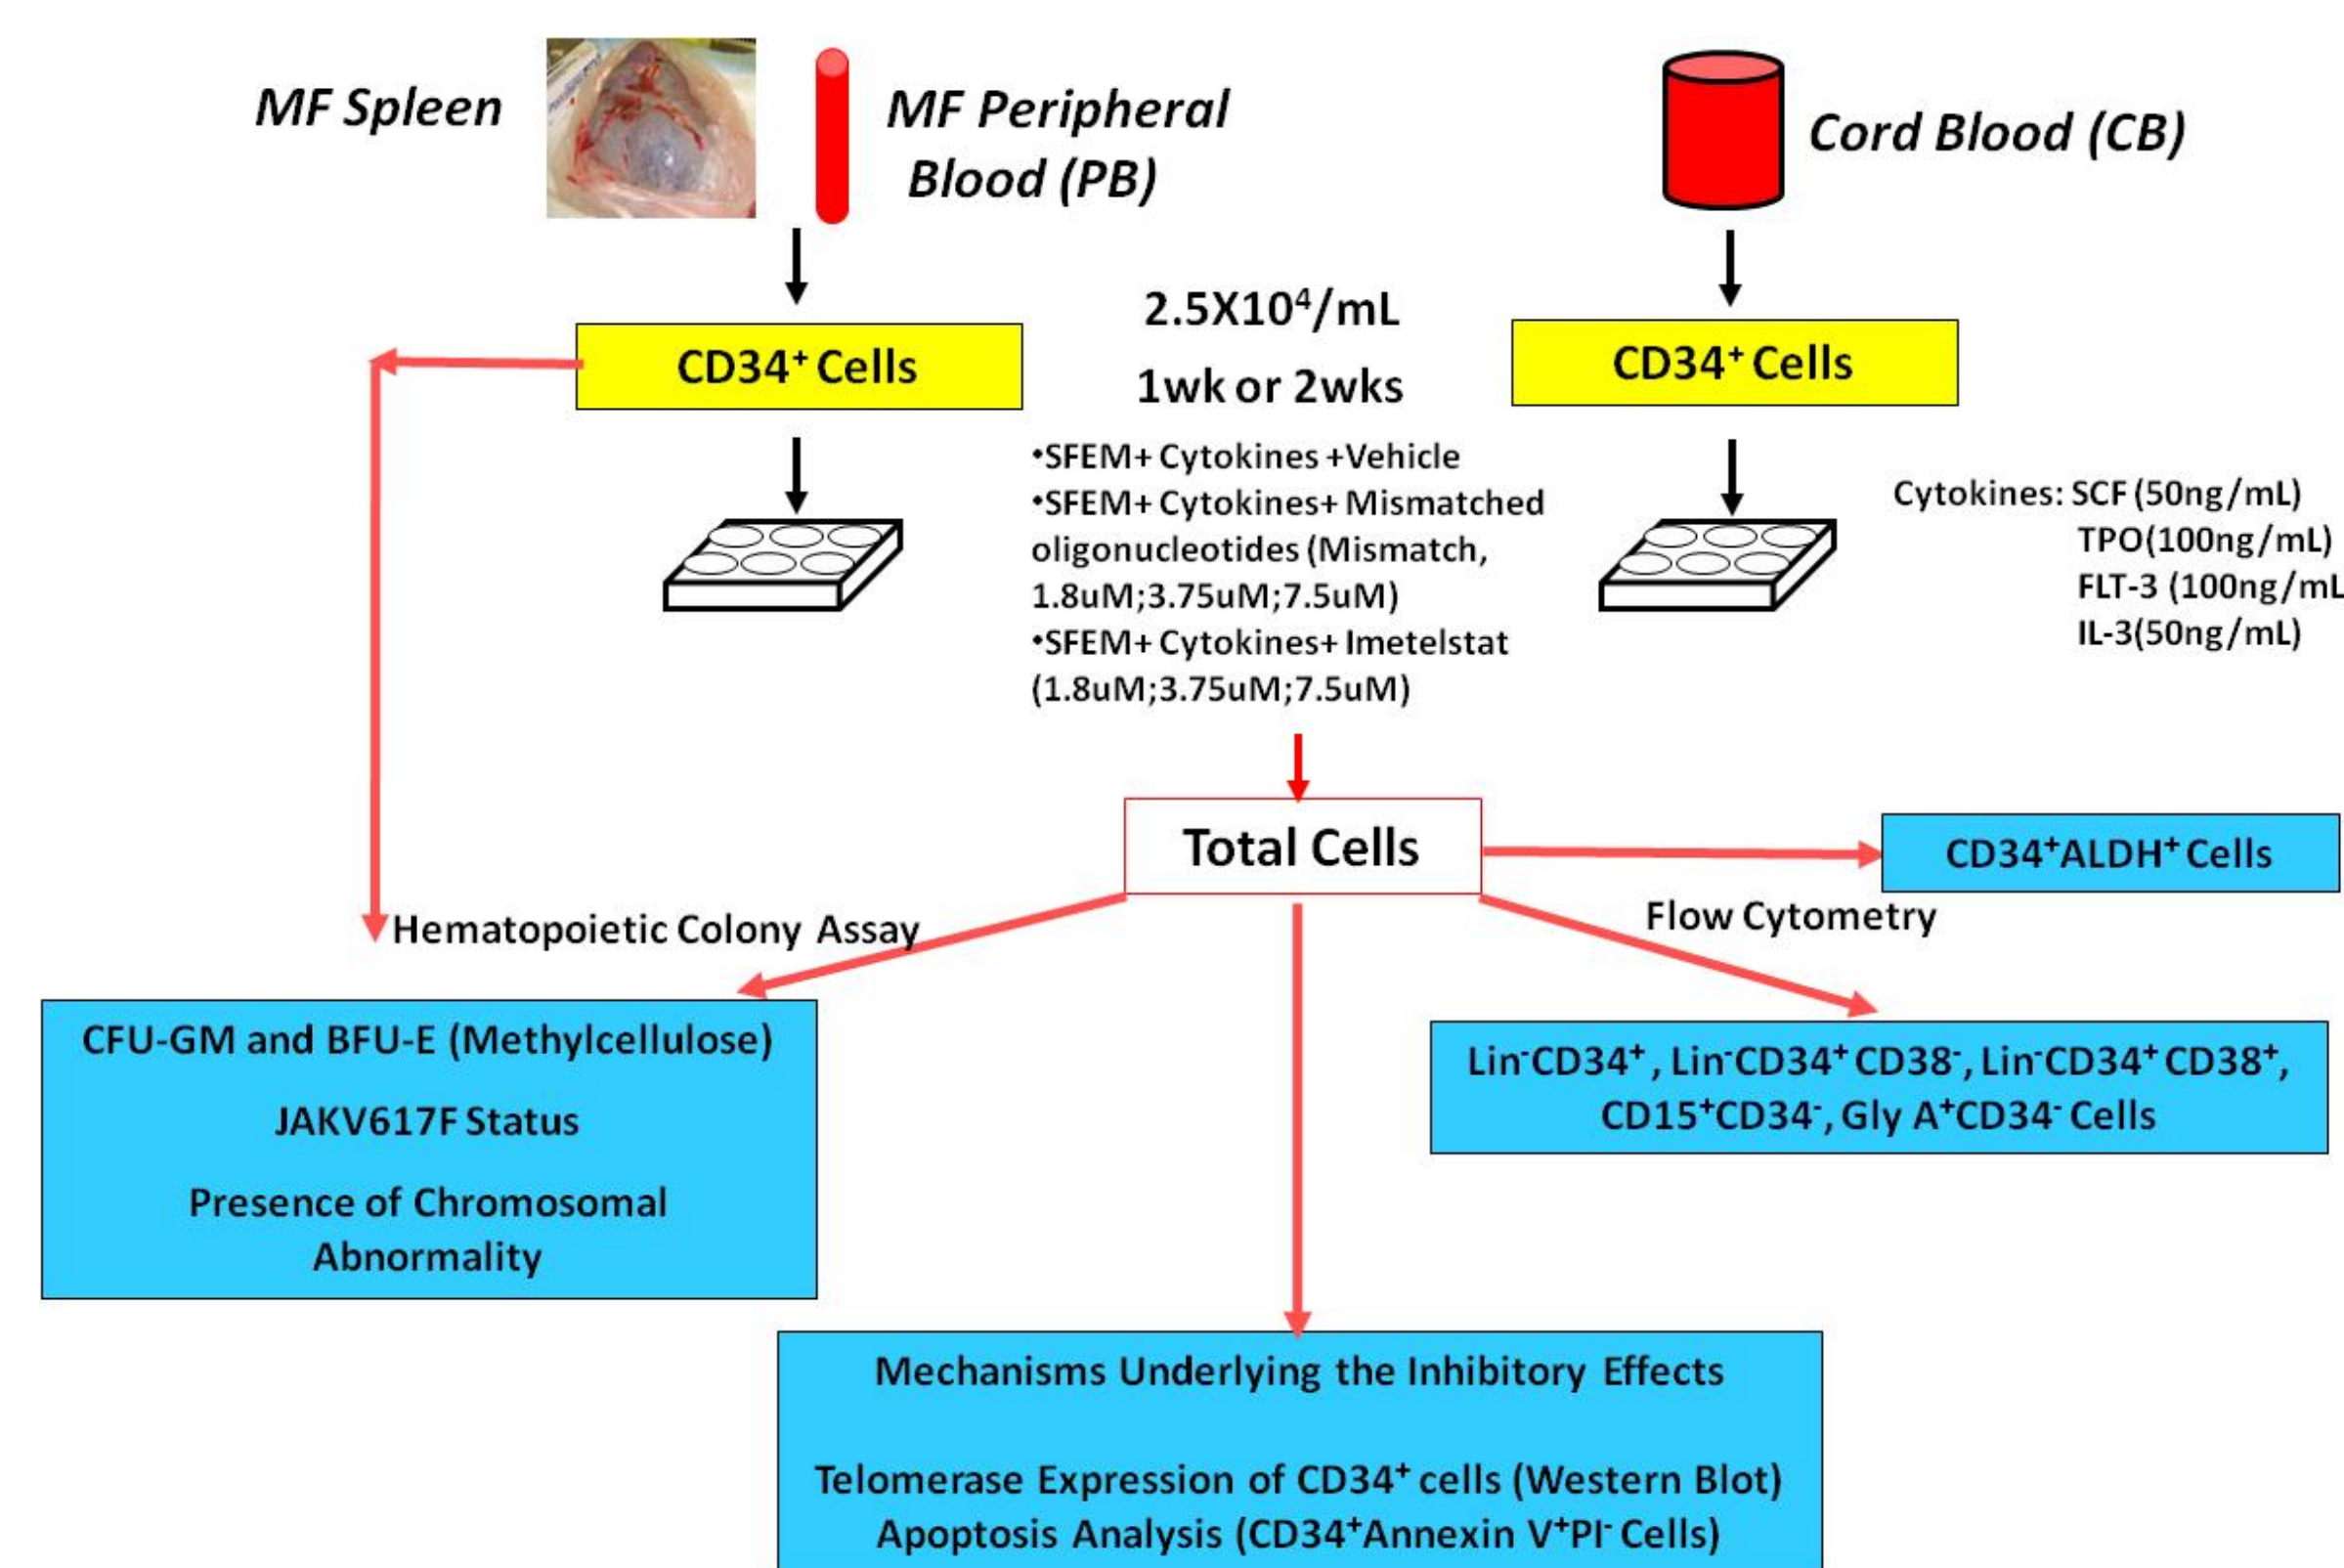 MF Spleen
MF Peripheral
Blood (PB)
Cord Blood (CB)
CD34⁺ Cells
2.5X10⁴/mL
1wk or 2wks
CD34⁺ Cells
•SFEM+ Cytokines +Vehicle
•SFEM+ Cytokines+ Mismatched
oligonucleotides (Mismatch,
1.8uM;3.75uM;7.5uM)
•SFEM+ Cytokines+ Imetelstat
(1.8uM;3.75uM;7.5uM)
Cytokines: SCF (50ng/mL)
TPO(100ng/mL)
FLT-3 (100ng/mL
IL-3(50ng/mL)
Total Cells
CD34⁺ALDH⁺ Cells
Hematopoietic Colony Assay
Flow Cytometry
CFU-GM and BFU-E (Methylcellulose)
JAKV617F Status
Presence of Chromosomal
Abnormality
Lin⁻CD34⁺, Lin⁻CD34⁺ CD38⁻, Lin⁻CD34⁺ CD38⁺,
CD15⁺CD34⁻, Gly A⁺CD34⁻ Cells
Mechanisms Underlying the Inhibitory Effects
Telomerase Expression of CD34⁺ cells (Western Blot)
Apoptosis Analysis (CD34⁺Annexin V⁺PI⁻ Cells)